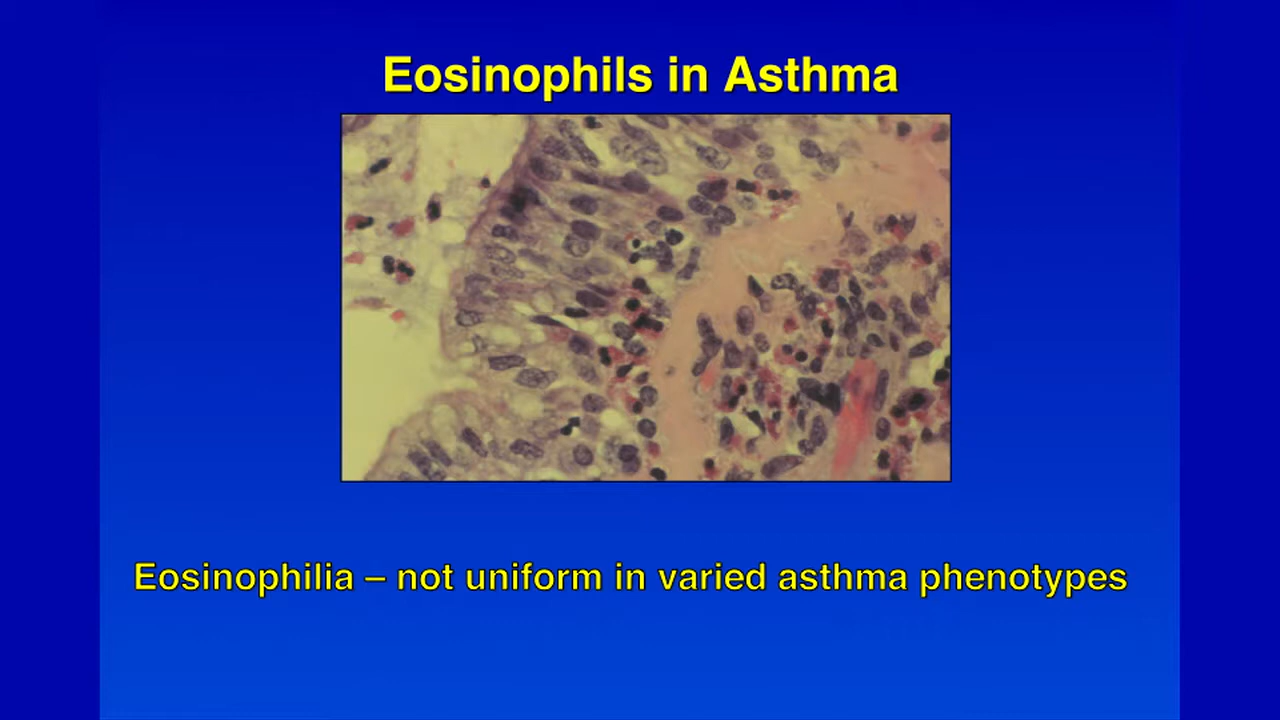 Eosinophils in Asthma
Eosinophilia – not uniform in varied asthma phenotypes